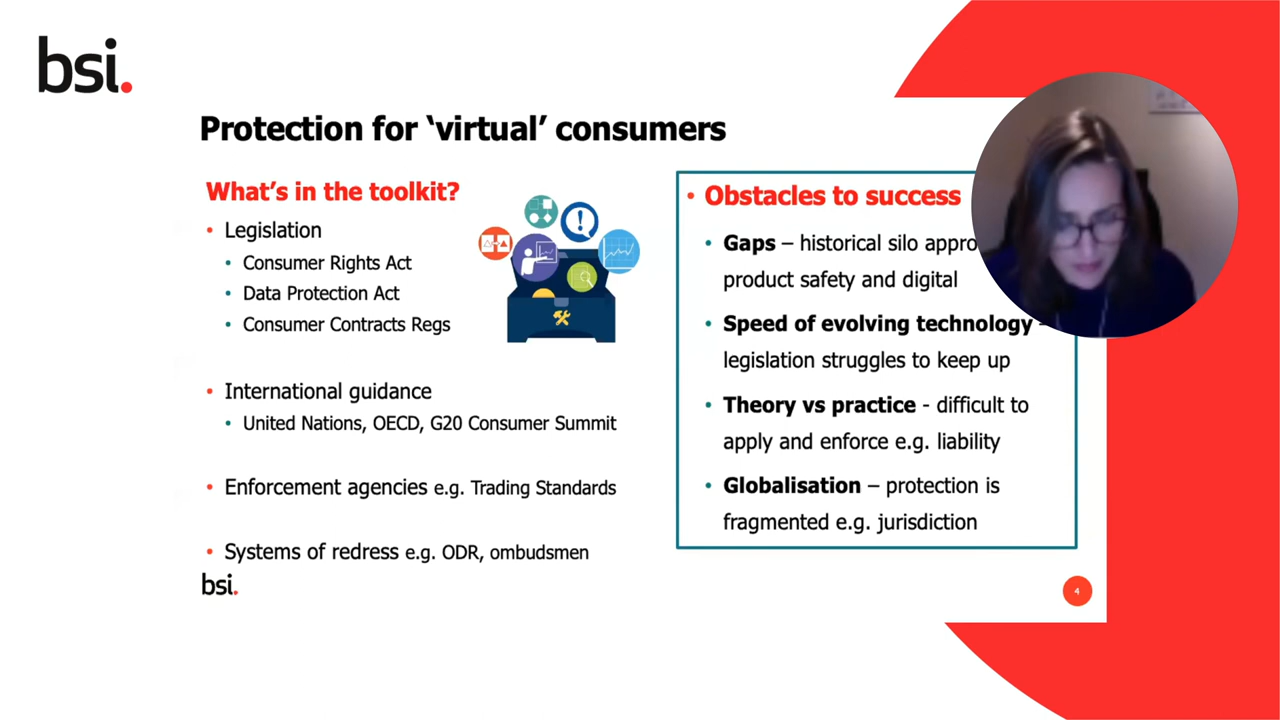 bsi.
Protection for ‘virtual’ consumers
What’s in the toolkit?
• Legislation
• Consumer Rights Act
• Data Protection Act
• Consumer Contracts Regs
• International guidance
• United Nations, OECD, G20 Consumer Summit
• Enforcement agencies e.g. Trading Standards
• Systems of redress e.g. ODR, ombudsmen
• Obstacles to success
• Gaps – historical silo
product safety and digital
• Speed of evolving technology -
legislation struggles to keep up
• Theory vs practice - difficult to
apply and enforce e.g. liability
• Globalisation – protection is
fragmented e.g. jurisdiction
bsi.
4